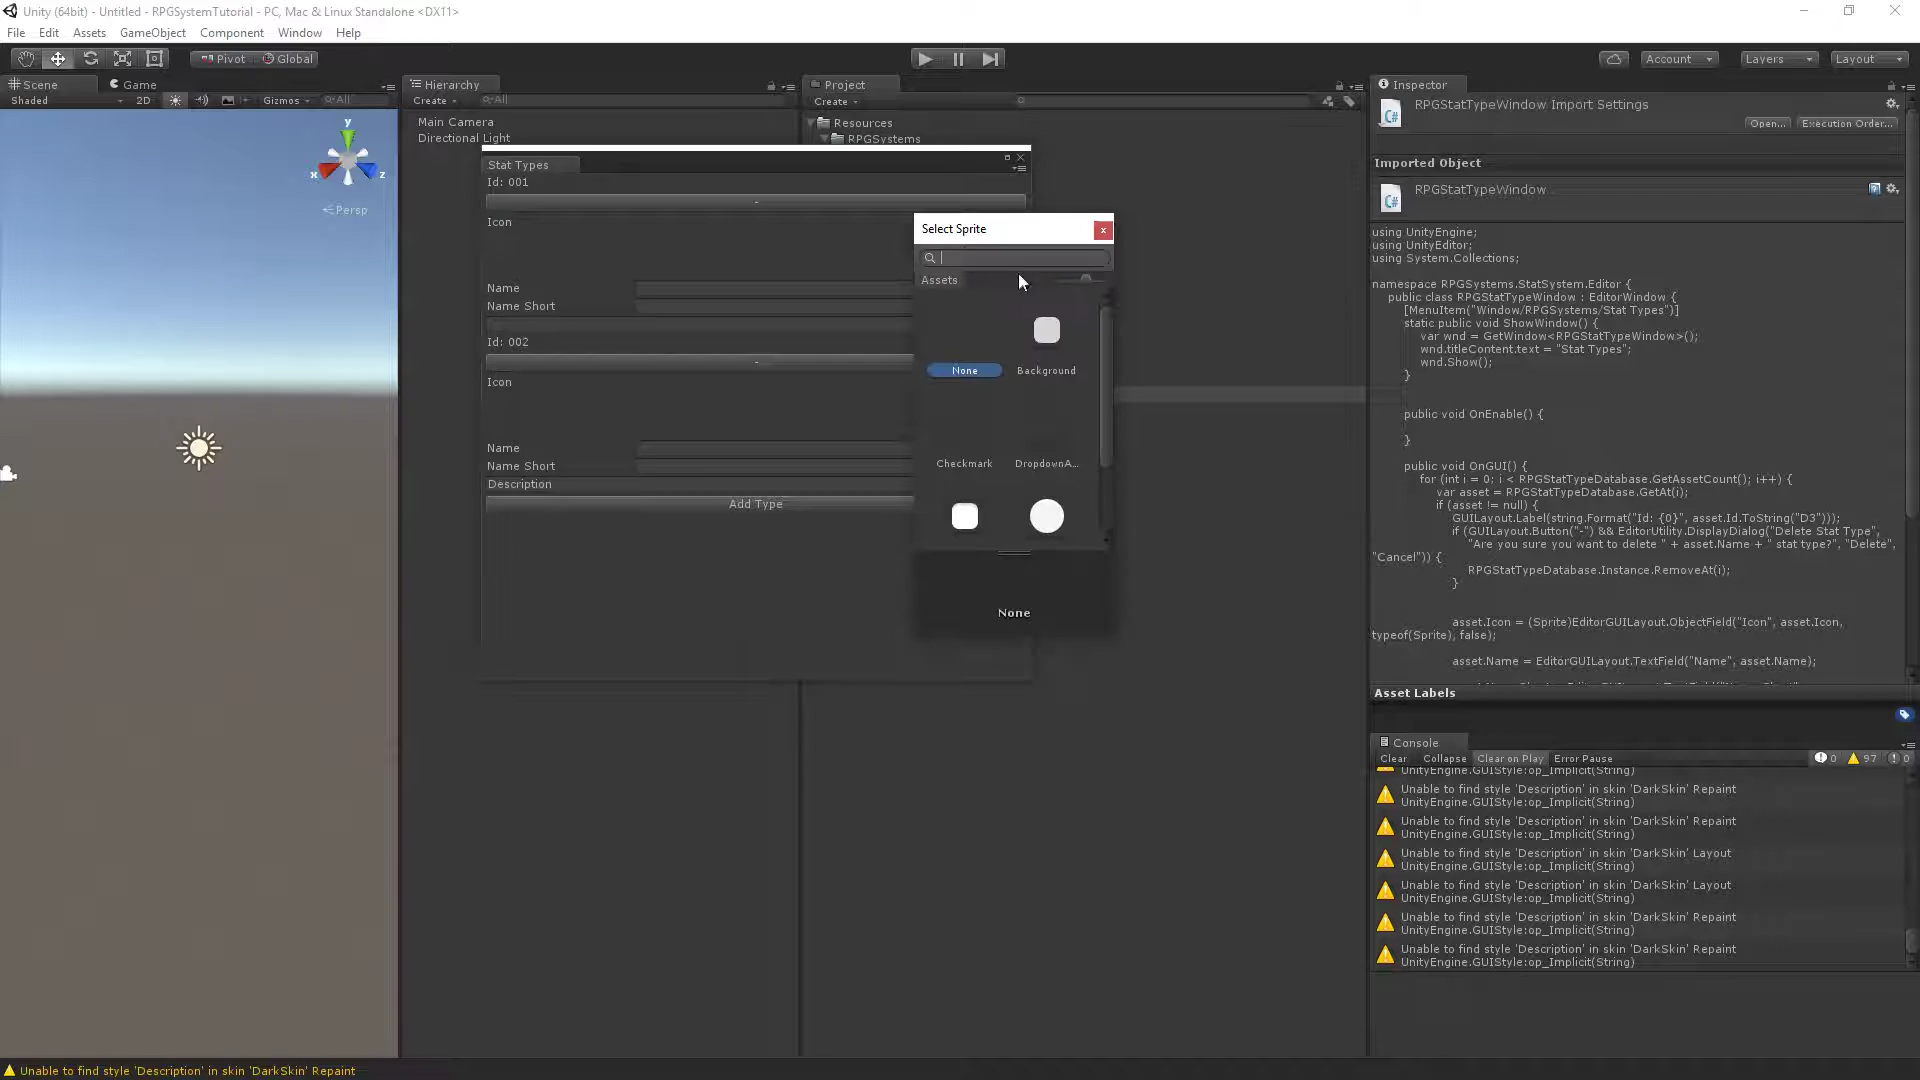 Unity (64bit) - Untitled - RPGSystemTutorial - PC, Mac & Linux Standalone <DX11>
File Edit Assets GameObject Component Window Help
Pivot Global
Account Layers Layout
Scene Game
Shaded 2D Gizmos All
Hierarchy
Create All
Main Camera
Directional Light
Project
Create
Resources
RPGSystems
Stat Types
Id: 001
-
Icon
Name
Name Short
Id: 002
-
Icon
Name
Name Short
Description
Add Type
Select Sprite
x
Assets
None Background
Checkmark DropdownA...
None
Inspector
RPGStatTypeWindow Import Settings
Open... Execution Order...
Imported Object
RPGStatTypeWindow
using UnityEngine;
using UnityEditor;
using System.Collections;
namespace RPGSystems.StatSystem.Editor {
public class RPGStatTypeWindow : EditorWindow {
[MenuItem("Window/RPGSystems/Stat Types")]
static public void ShowWindow() {
var wnd = GetWindow<RPGStatTypeWindow>();
wnd.titleContent.text = "Stat Types";
wnd.Show();
}
public void OnEnable() {
}
public void OnGUI() {
for (int i = 0; i < RPGStatTypeDatabase.GetAssetCount(); i++) {
var asset = RPGStatTypeDatabase.GetAt(i);
if (asset != null) {
GUILayout.Label(string.Format("Id: {0}", asset.Id.ToString("D3")));
if (GUILayout.Button("-") && EditorUtility.DisplayDialog("Delete Stat Type",
"Are you sure you want to delete " + asset.Name + " stat type?", "Delete",
"Cancel")) {
RPGStatTypeDatabase.Instance.RemoveAt(i);
}
asset.Icon = (Sprite)EditorGUILayout.ObjectField("Icon", asset.Icon,
typeof(Sprite), false);
asset.Name = EditorGUILayout.TextField("Name", asset.Name);
Asset Labels
Console
Clear Collapse Clear on Play Error Pause 0 97 0
UnityEngine.GUIStyle:op_Implicit(String)
Unable to find style 'Description' in skin 'DarkSkin' Repaint
UnityEngine.GUIStyle:op_Implicit(String)
Unable to find style 'Description' in skin 'DarkSkin' Repaint
UnityEngine.GUIStyle:op_Implicit(String)
Unable to find style 'Description' in skin 'DarkSkin' Layout
UnityEngine.GUIStyle:op_Implicit(String)
Unable to find style 'Description' in skin 'DarkSkin' Layout
UnityEngine.GUIStyle:op_Implicit(String)
Unable to find style 'Description' in skin 'DarkSkin' Repaint
UnityEngine.GUIStyle:op_Implicit(String)
Unable to find style 'Description' in skin 'DarkSkin' Repaint
UnityEngine.GUIStyle:op_Implicit(String)
y
x z
Persp
Unable to find style 'Description' in skin 'DarkSkin' Repaint